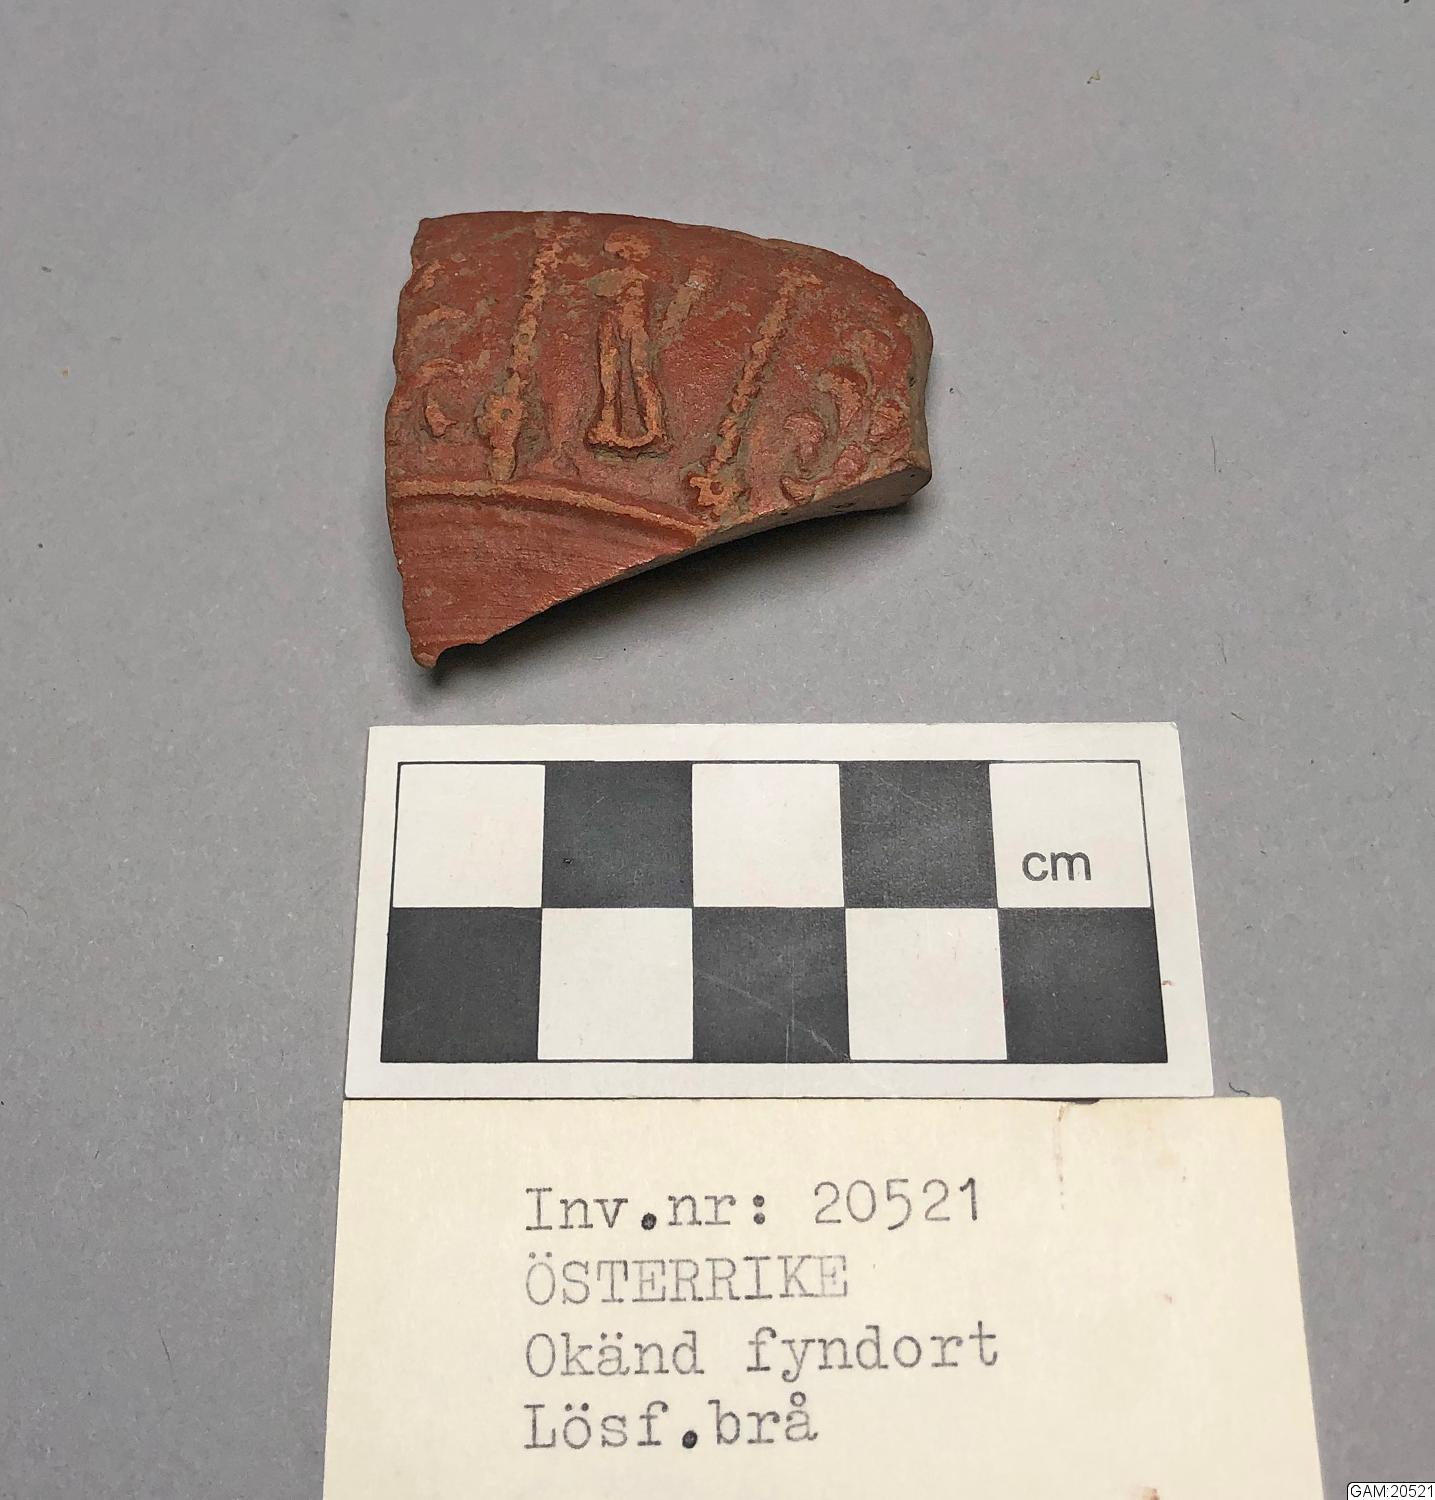 cm
Inv.nr: 20521
ÖSTERRIKE
Okänd fyndort
Lösf.brå
GAM:20521